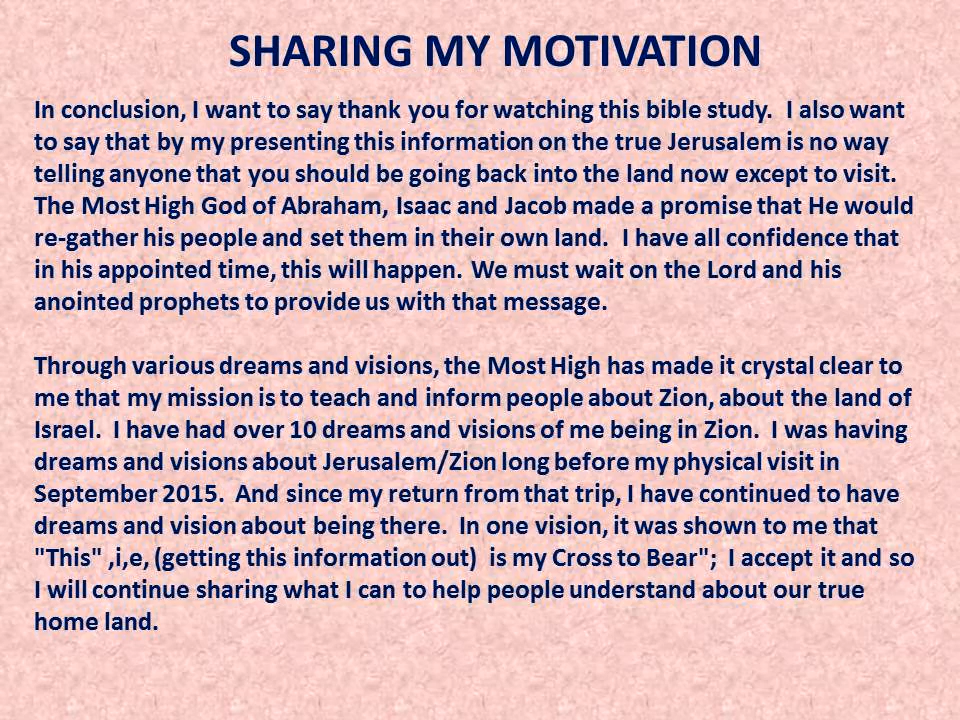 SHARING MY MOTIVATION
In conclusion, I want to say thank you for watching this bible study.  I also want
to say that by my presenting this information on the true Jerusalem is no way
telling anyone that you should be going back into the land now except to visit.
The Most High God of Abraham, Isaac and Jacob made a promise that He would
re-gather his people and set them in their own land.  I have all confidence that
in his appointed time, this will happen. We must wait on the Lord and his
anointed prophets to provide us with that message.
Through various dreams and visions, the Most High has made it crystal clear to
me that my mission is to teach and inform people about Zion, about the land of
Israel.  I have had over 10 dreams and visions of me being in Zion.  I was having
dreams and visions about Jerusalem/Zion long before my physical visit in
September 2015.  And since my return from that trip, I have continued to have
dreams and vision about being there.  In one vision, it was shown to me that
"This" ,i,e, (getting this information out)  is my Cross to Bear";  I accept it and so
I will continue sharing what I can to help people understand about our true
home land.